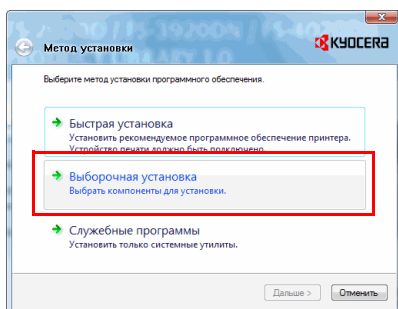 Метод установки
KYOCERA
Выберите метод установки программного обеспечения.
Быстрая установка
Установить рекомендуемое программное обеспечение принтера.
Устройство печати должно быть подключено.
Выборочная установка
Выбрать компоненты для установки.
Служебные программы
Установить только системные утилиты.
Дальше >
Отменить